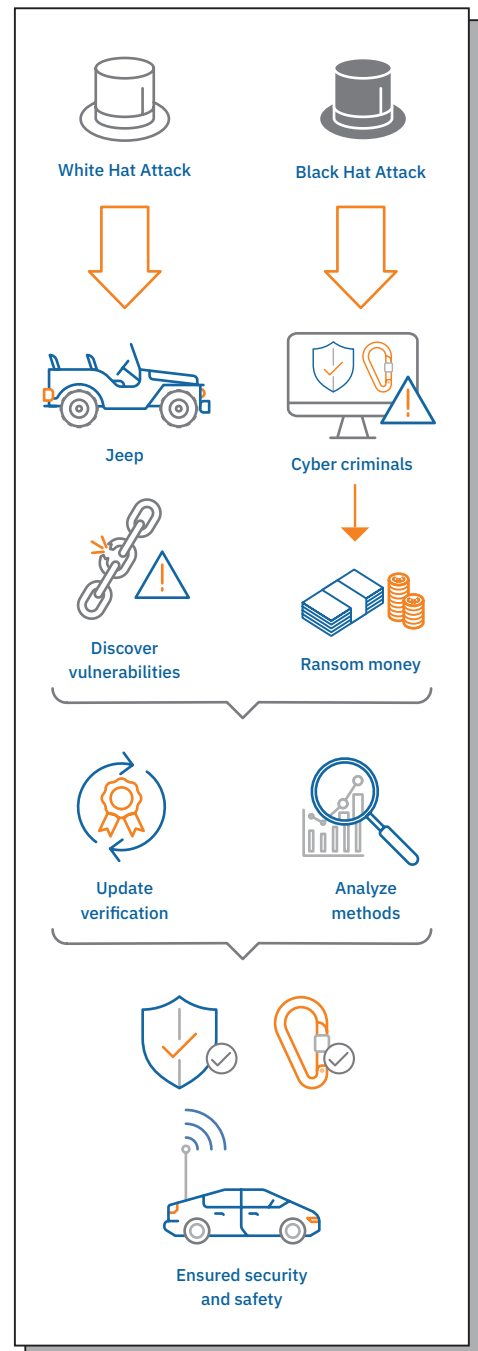 White Hat Attack
Black Hat Attack
Jeep
Cyber criminals
Discover
vulnerabilities
Ransom money
Update
verification
Analyze
methods
Ensured security
and safety